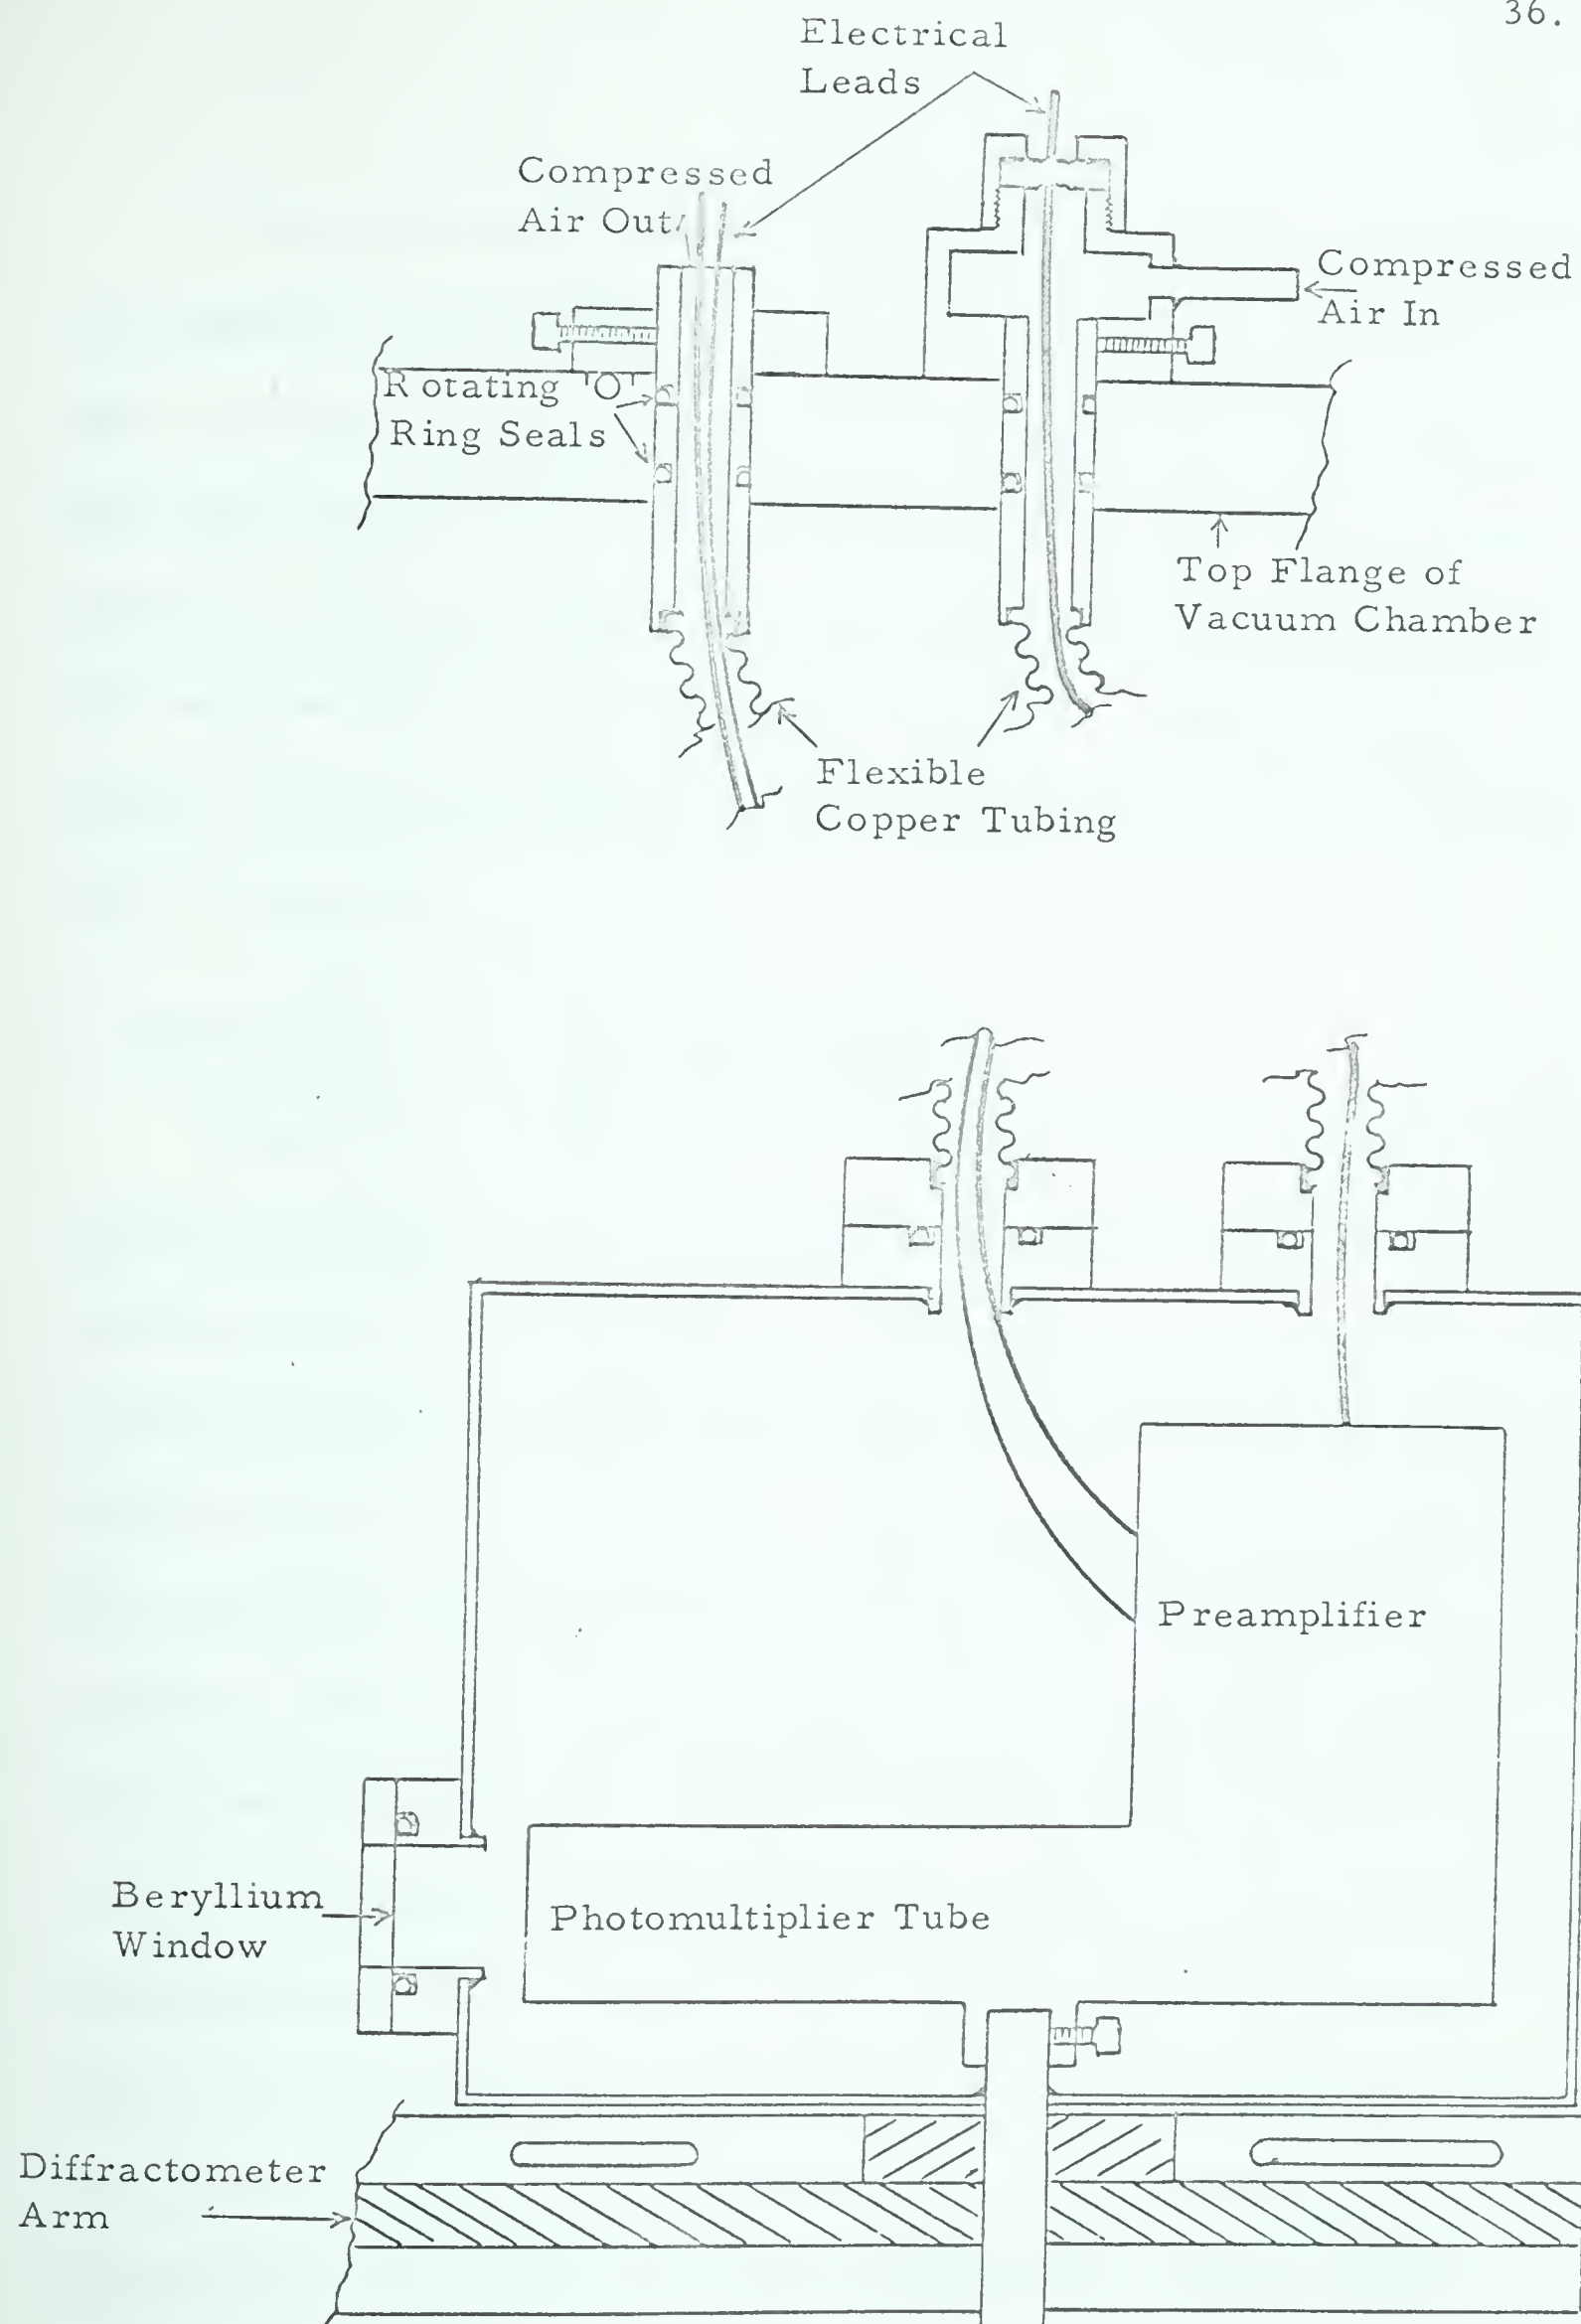 36.
Electrical
Leads
Compressed
Air Out
Compressed
Air In
Rotating "O"
Ring Seals
Top Flange of
Vacuum Chamber
Flexible
Copper Tubing
Preamplifier
Beryllium
Window
Photomultiplier Tube
Diffractometer
Arm